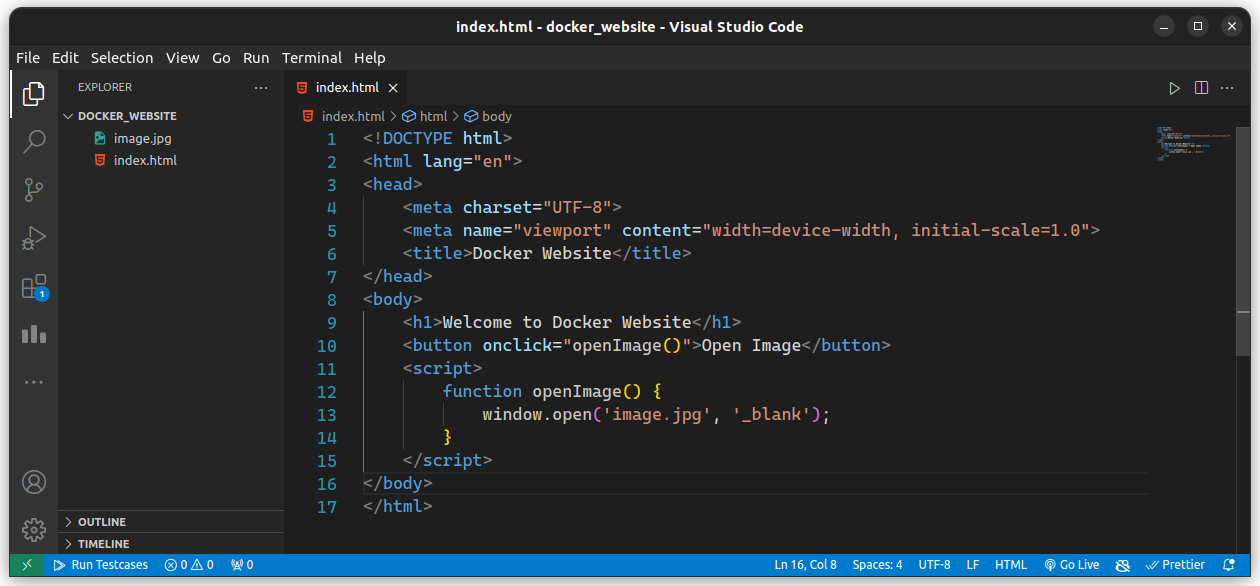 index.html - docker_website - Visual Studio Code
File Edit Selection View Go Run Terminal Help
EXPLORER
DOCKER_WEBSITE
image.jpg
index.html
1
index.html
index.html > html > body
1 <!DOCTYPE html>
2 <html lang="en">
3 <head>
4     <meta charset="UTF-8">
5     <meta name="viewport" content="width=device-width, initial-scale=1.0">
6     <title>Docker Website</title>
7 </head>
8 <body>
9     <h1>Welcome to Docker Website</h1>
10     <button onclick="openImage()">Open Image</button>
11     <script>
12         function openImage() {
13             window.open('image.jpg', '_blank');
14         }
15     </script>
16 </body>
17 </html>
OUTLINE
TIMELINE
Run Testcases 0 0 0 Ln 16, Col 8 Spaces: 4 UTF-8 LF HTML Go Live Prettier